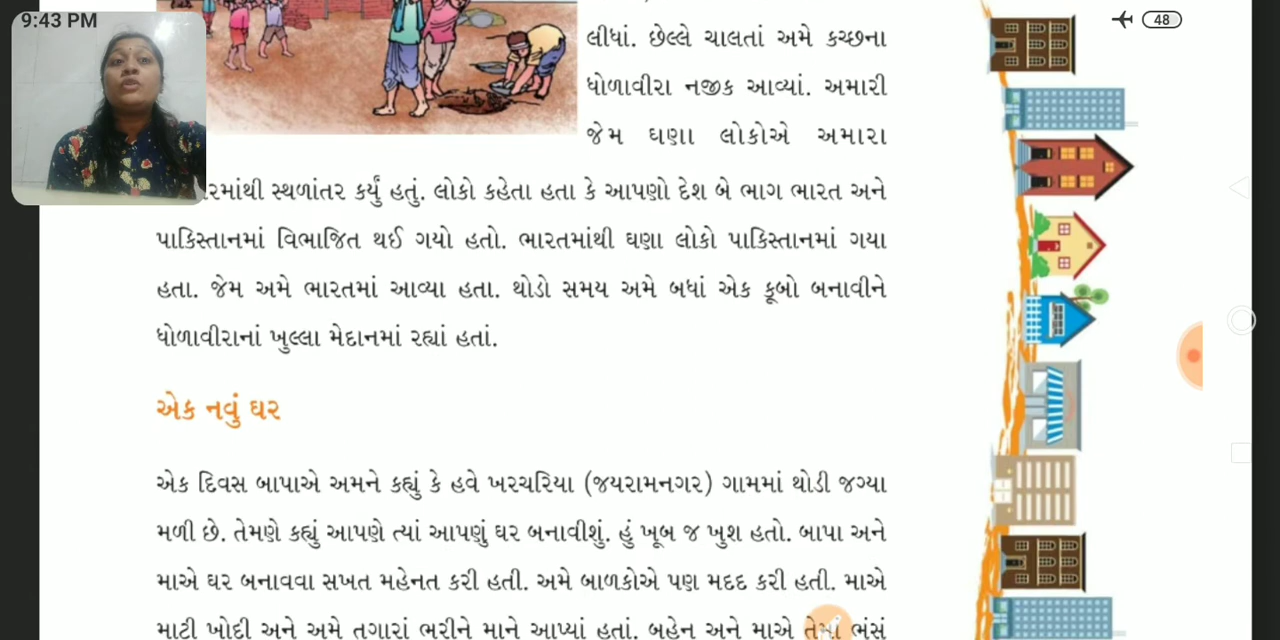 9:43 PM
48
લીધાં. છેલ્લે ચાલતાં અમે કચ્છના
ધોળાવીરા નજીક આવ્યાં. અમારી
જેમ ઘણા લોકોએ અમારા
સ્થળાંતર કર્યું હતું. લોકો કહેતા હતા કે આપણો દેશ બે ભાગ ભારત અને
પાકિસ્તાનમાં વિભાજિત થઈ ગયો હતો. ભારતમાંથી ઘણા લોકો પાકિસ્તાનમાં ગયા
હતા. જેમ અમે ભારતમાં આવ્યા હતા. થોડો સમય અમે બધાં એક કૂબો બનાવીને
ધોળાવીરાનાં ખુલ્લા મેદાનમાં રહ્યાં હતાં.
એક નવું ઘર
એક દિવસ બાપાએ અમને કહ્યું કે હવે ખરચરિયા (જયરામનગર) ગામમાં થોડી જગ્યા
મળી છે. તેમણે કહ્યું આપણે ત્યાં આપણું ઘર બનાવીશું. હું ખૂબ જ ખુશ હતો. બાપા અને
માએ ઘર બનાવવા સખત મહેનત કરી હતી. અમે બાળકોએ પણ મદદ કરી હતી. માએ
માટી ખોદી અને અમે તગારાં ભરીને માને આપ્યાં હતાં. બહેન અને માએ તેમાં